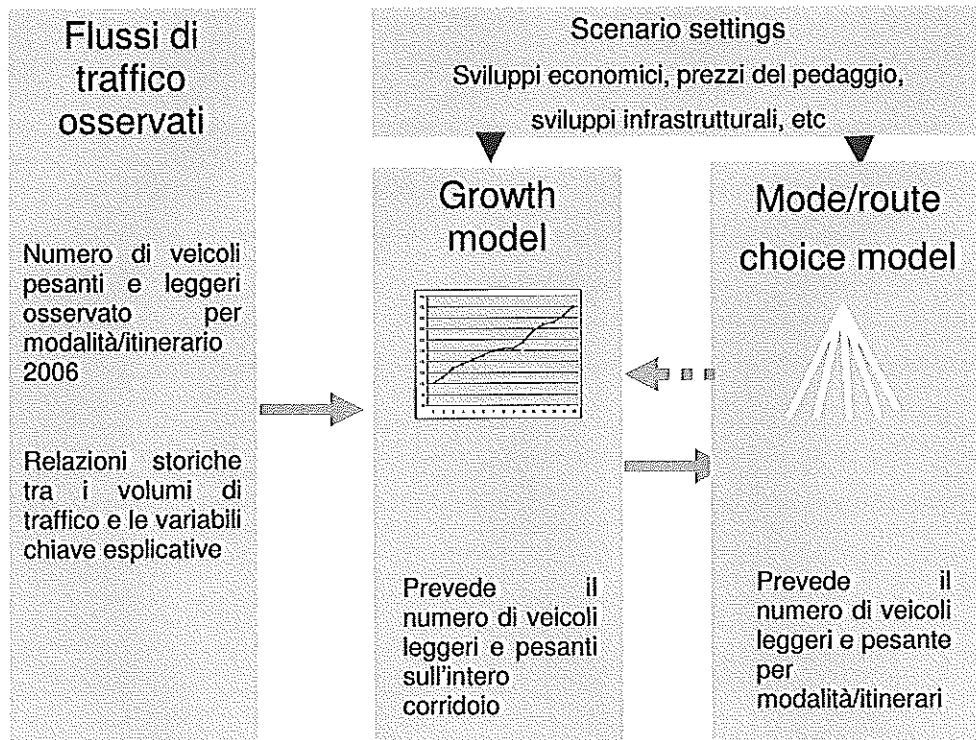 Flussi di
traffico
osservati
Numero di veicoli
pesanti e leggeri
osservato per
modalità/itinerario
2006
Relazioni storiche
tra i volumi di
traffico e le variabili
chiave esplicative
Scenario settings
Sviluppi economici, prezzi del pedaggio,
sviluppi infrastrutturali, etc
Growth
model
Prevede il
numero di veicoli
leggeri e pesanti
sull'intero
corridoio
Mode/route
choice model
Prevede il
numero di veicoli
leggeri e pesante
per
modalità/itinerari